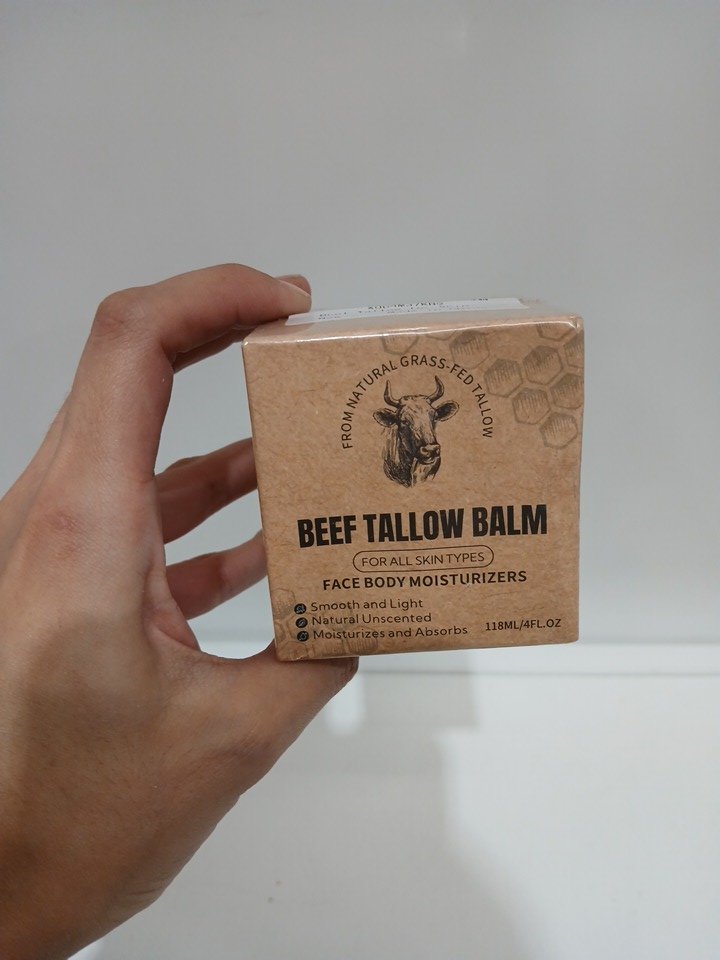 FROM NATURAL GRASS-FED TALLOW
BEEF TALLOW BALM
FOR ALL SKIN TYPES
FACE BODY MOISTURIZERS
Smooth and Light
Natural Unscented
Moisturizes and Absorbs
118ML/4FL.OZ